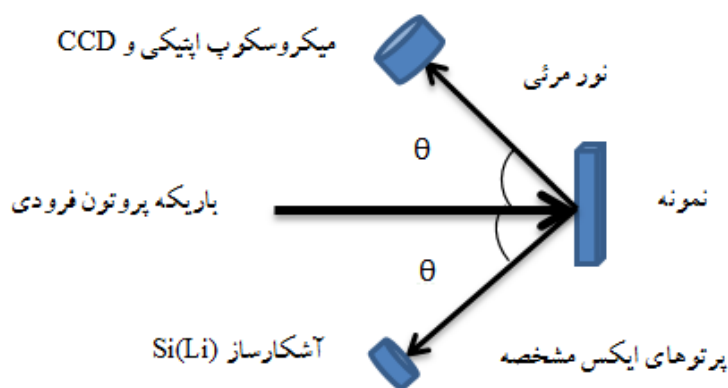 میکروسکوپ اپتیکی و CCD
نور مرئی
θ
نمونه
باریکه پروتون فرودی
θ
آشکارساز Si(Li)
پرتوهای ایکس مشخصه